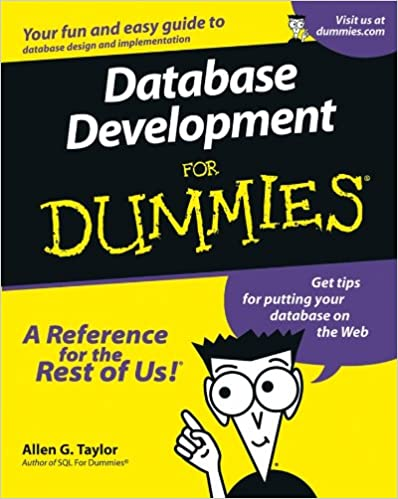 Your fun and easy guide to
database design and implementation
Visit us at
dummies.com
Database
Development
FOR
DUMMIES®
Get tips
for putting your
database on
the Web
A Reference
for the
Rest of Us!®
Allen G. Taylor
Author of SQL For Dummies®